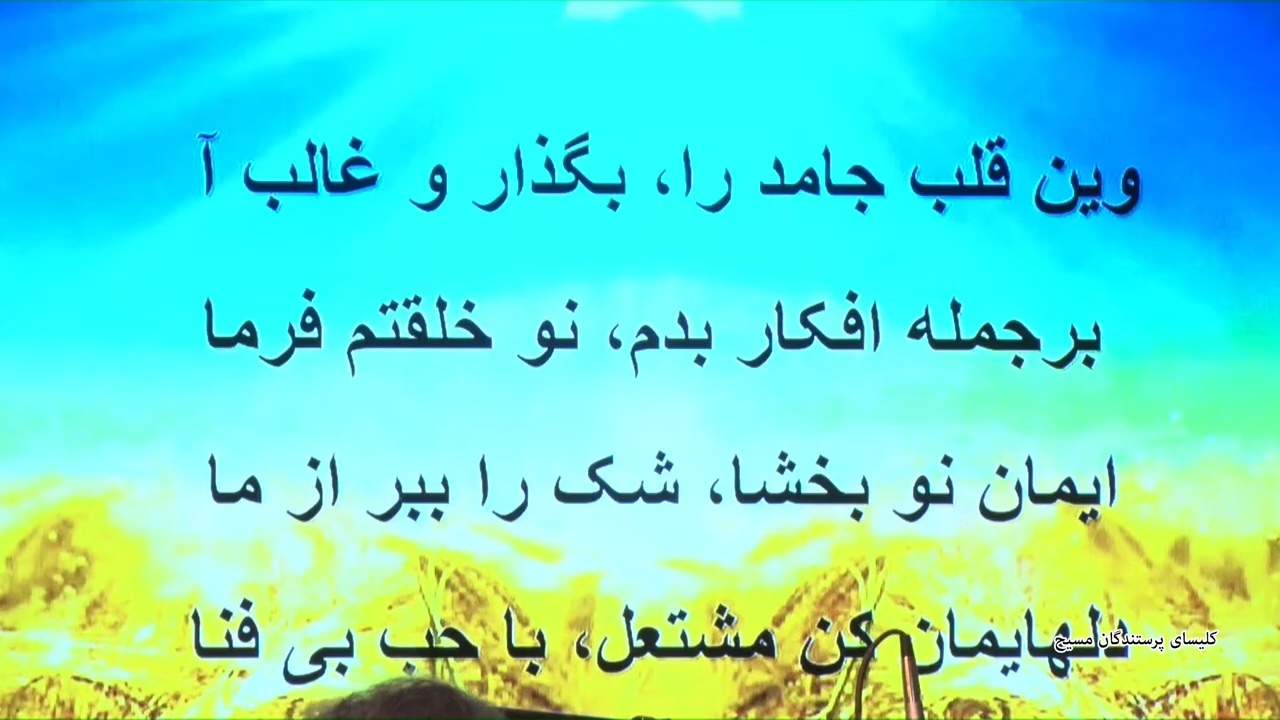 وین قلب جامد را، بگذار و غالب آ
برجمله افکار بدم، نو خلقتم فرما
ایمان نو بخشا، شک را ببر از ما
دلهایمان کن مشتعل، با حب بی فنا
کلیسای پرستندگان مسیح